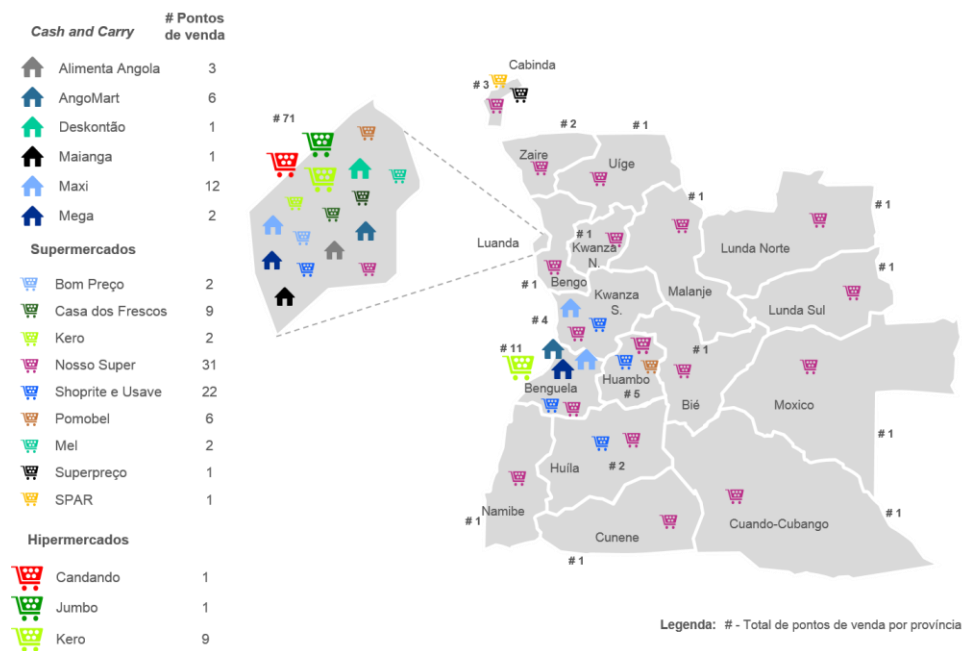 Cash and Carry
# Pontos
de venda
Alimenta Angola 3
AngoMart 6
Deskontão 1
Maianga 1
Maxi 12
Mega 2
Supermercados
Bom Preço 2
Casa dos Frescos 9
Kero 2
Nosso Super 31
Shoprite e Usave 22
Pomobel 6
Mel 2
Superpreço 1
SPAR 1
Hipermercados
Candando 1
Jumbo 1
Kero 9
# 71
Cabinda
# 3
# 2
# 1
Zaire
Uíge
# 1
# 1
Luanda
# 1
Kwanza
N.
Lunda Norte
# 1
# 1
Bengo
Kwanza
S.
Malanje
Lunda Sul
# 4
# 11
# 1
Benguela
Huambo
# 5
Bié
Moxico
# 1
Huíla
# 2
Namibe
# 1
Cunene
Cuando-Cubango
# 1
# 1
Legenda: # - Total de pontos de venda por província